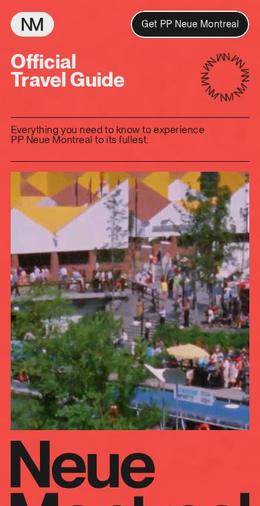 NM
Get PP Neue Montreal
Official
Travel Guide
Everything you need to know to experience
PP Neue Montreal to its fullest.
Neue
Montreal